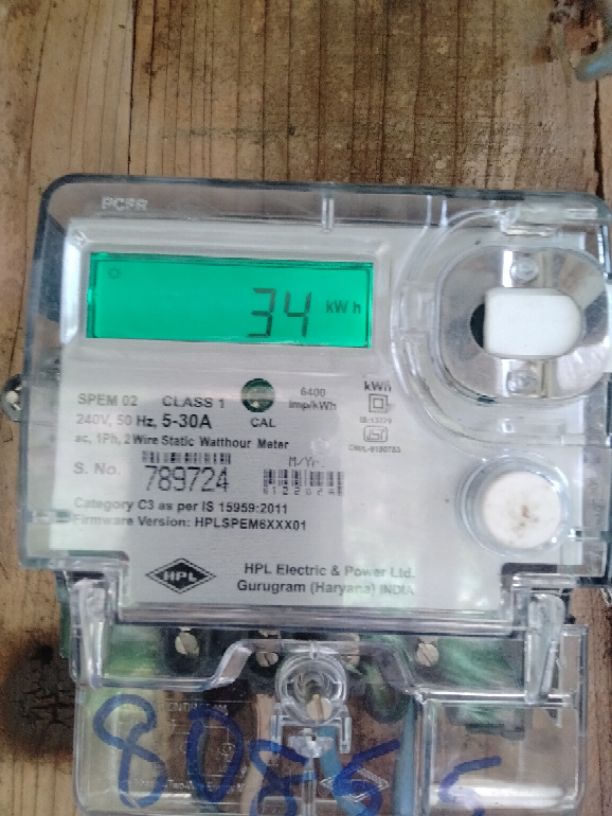 34 kWh
SPEM 02 CLASS 1
6400
imp/kWh
kWh
240V, 50 Hz, 5-30A
CAL
ac, 1Ph, 2 Wire Static Watthour Meter
S. No. 789724
M/Yr.
Category C3 as per IS 15959:2011
Firmware Version: HPLSPEM6XXX01
HPL
HPL Electric & Power Ltd.
Gurugram (Haryana) INDIA